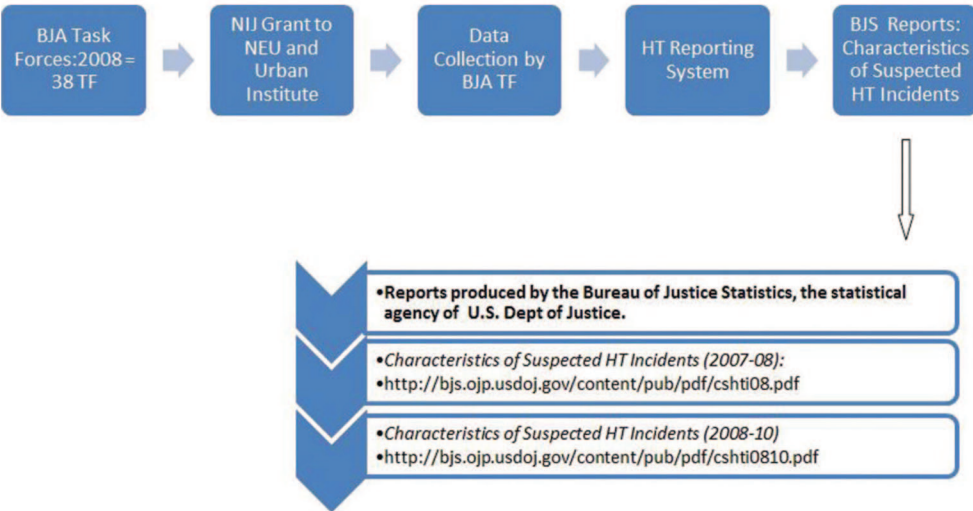 BJA Task
Forces:2008 =
38 TF
NIJ Grant to
NEU and
Urban
Institute
Data
Collection by
BJA TF
HT Reporting
System
BJS Reports:
Characteristics
of Suspected
HT Incidents
•Reports produced by the Bureau of Justice Statistics, the statistical
agency of U.S. Dept of Justice.
•Characteristics of Suspected HT Incidents (2007-08):
•http://bjs.ojp.usdoj.gov/content/pub/pdf/cshti08.pdf
•Characteristics of Suspected HT Incidents (2008-10)
•http://bjs.ojp.usdoj.gov/content/pub/pdf/cshti0810.pdf